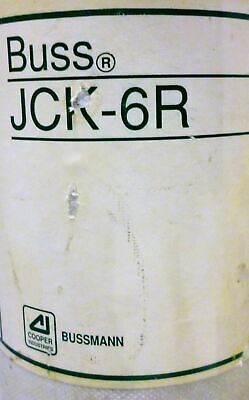 Buss®
JCK-6R
COOPER
INDUSTRIES
BUSSMANN